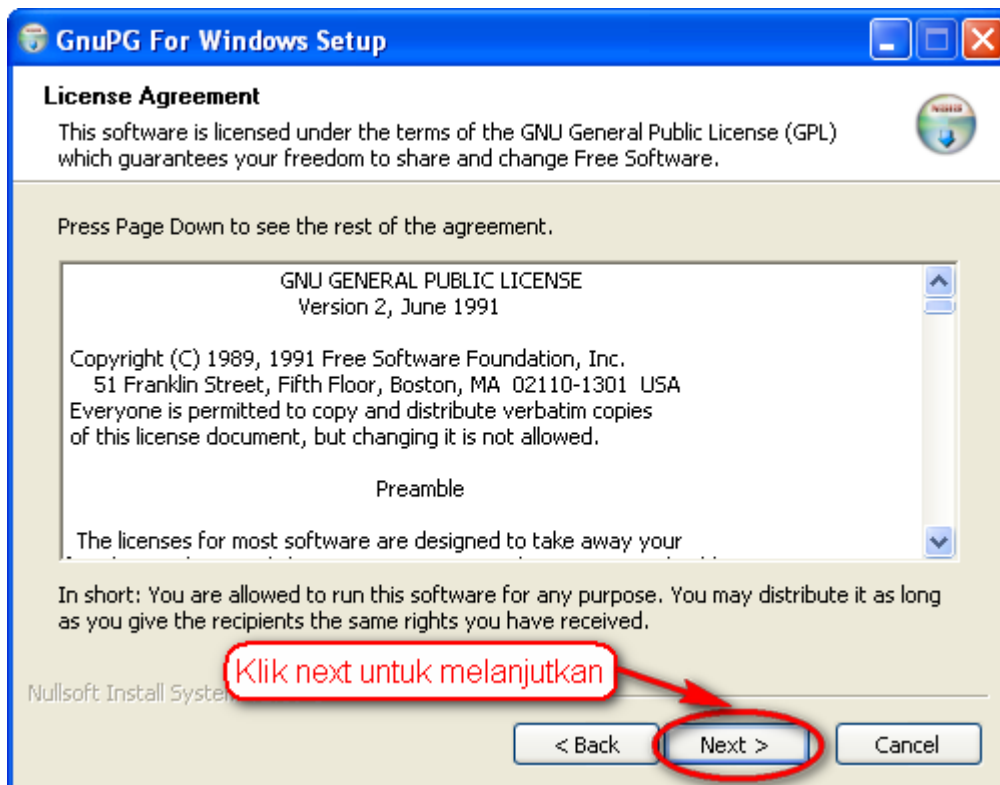 GnuPG For Windows Setup
License Agreement
This software is licensed under the terms of the GNU General Public License (GPL)
which guarantees your freedom to share and change Free Software.
Press Page Down to see the rest of the agreement.
GNU GENERAL PUBLIC LICENSE
Version 2, June 1991
Copyright (C) 1989, 1991 Free Software Foundation, Inc.
51 Franklin Street, Fifth Floor, Boston, MA 02110-1301 USA
Everyone is permitted to copy and distribute verbatim copies
of this license document, but changing it is not allowed.
Preamble
The licenses for most software are designed to take away your
In short: You are allowed to run this software for any purpose. You may distribute it as long
as you give the recipients the same rights you have received.
Klik next untuk melanjutkan
Nullsoft Install System
< Back
Next >
Cancel